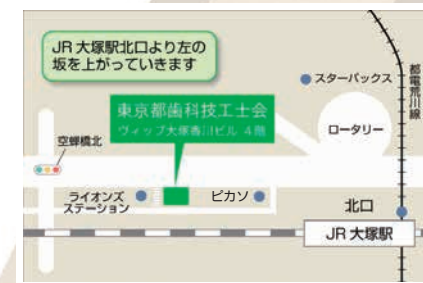 JR 大塚駅北口より左の
坂を上がっていきます
スターバックス
都電荒川線
東京都歯科技工士会
ヴィップ大塚香川ビル 4階
ロータリー
空蝉橋北
ライオンズ
ステーション
ピカソ
北口
JR 大塚駅